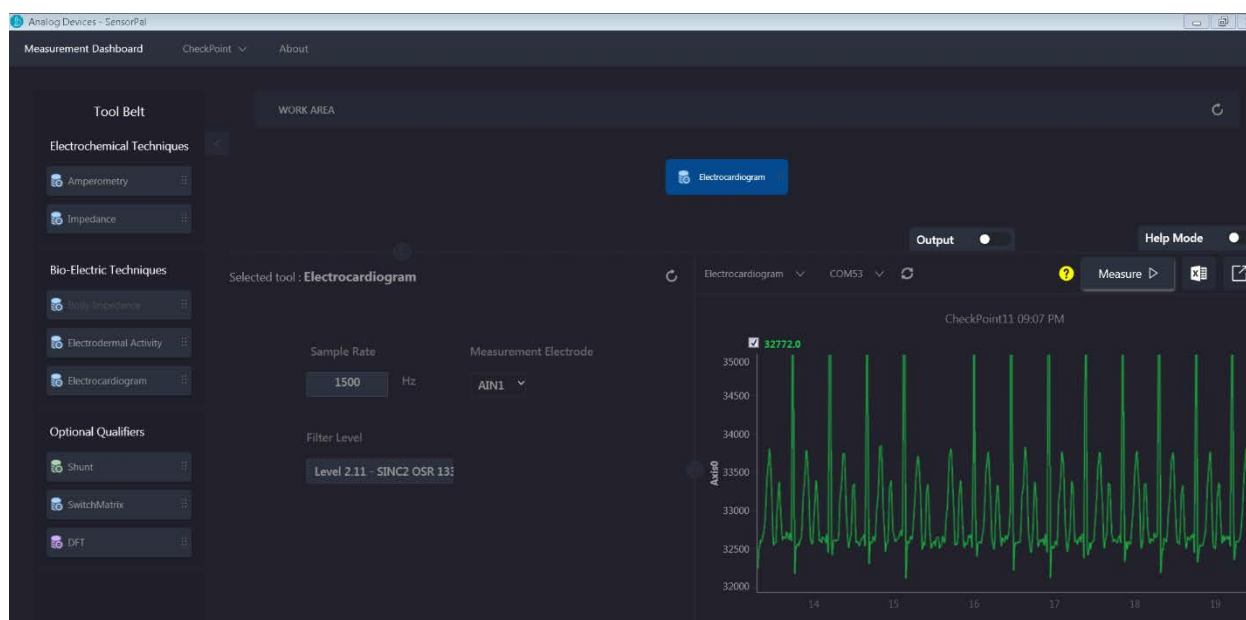 Analog Devices - SensorPal
Measurement Dashboard CheckPoint About
Tool Belt
WORK AREA
Electrochemical Techniques
Amperometry
Impedance
Electrocardiogram
Output Help Mode
Bio-Electric Techniques
Body Impedance
Electrodermal Activity
Electrocardiogram
Optional Qualifiers
Shunt
SwitchMatrix
DFT
Selected tool : Electrocardiogram
Sample Rate Measurement Electrode
1500 Hz AIN1
Filter Level
Level 2.11 - SINC2 OSR 133
Electrocardiogram COM53 ? Measure
CheckPoint11 09:07 PM
32772.0
35000
34500
34000
33500
33000
32500
32000
Axis0
14 15 16 17 18 19